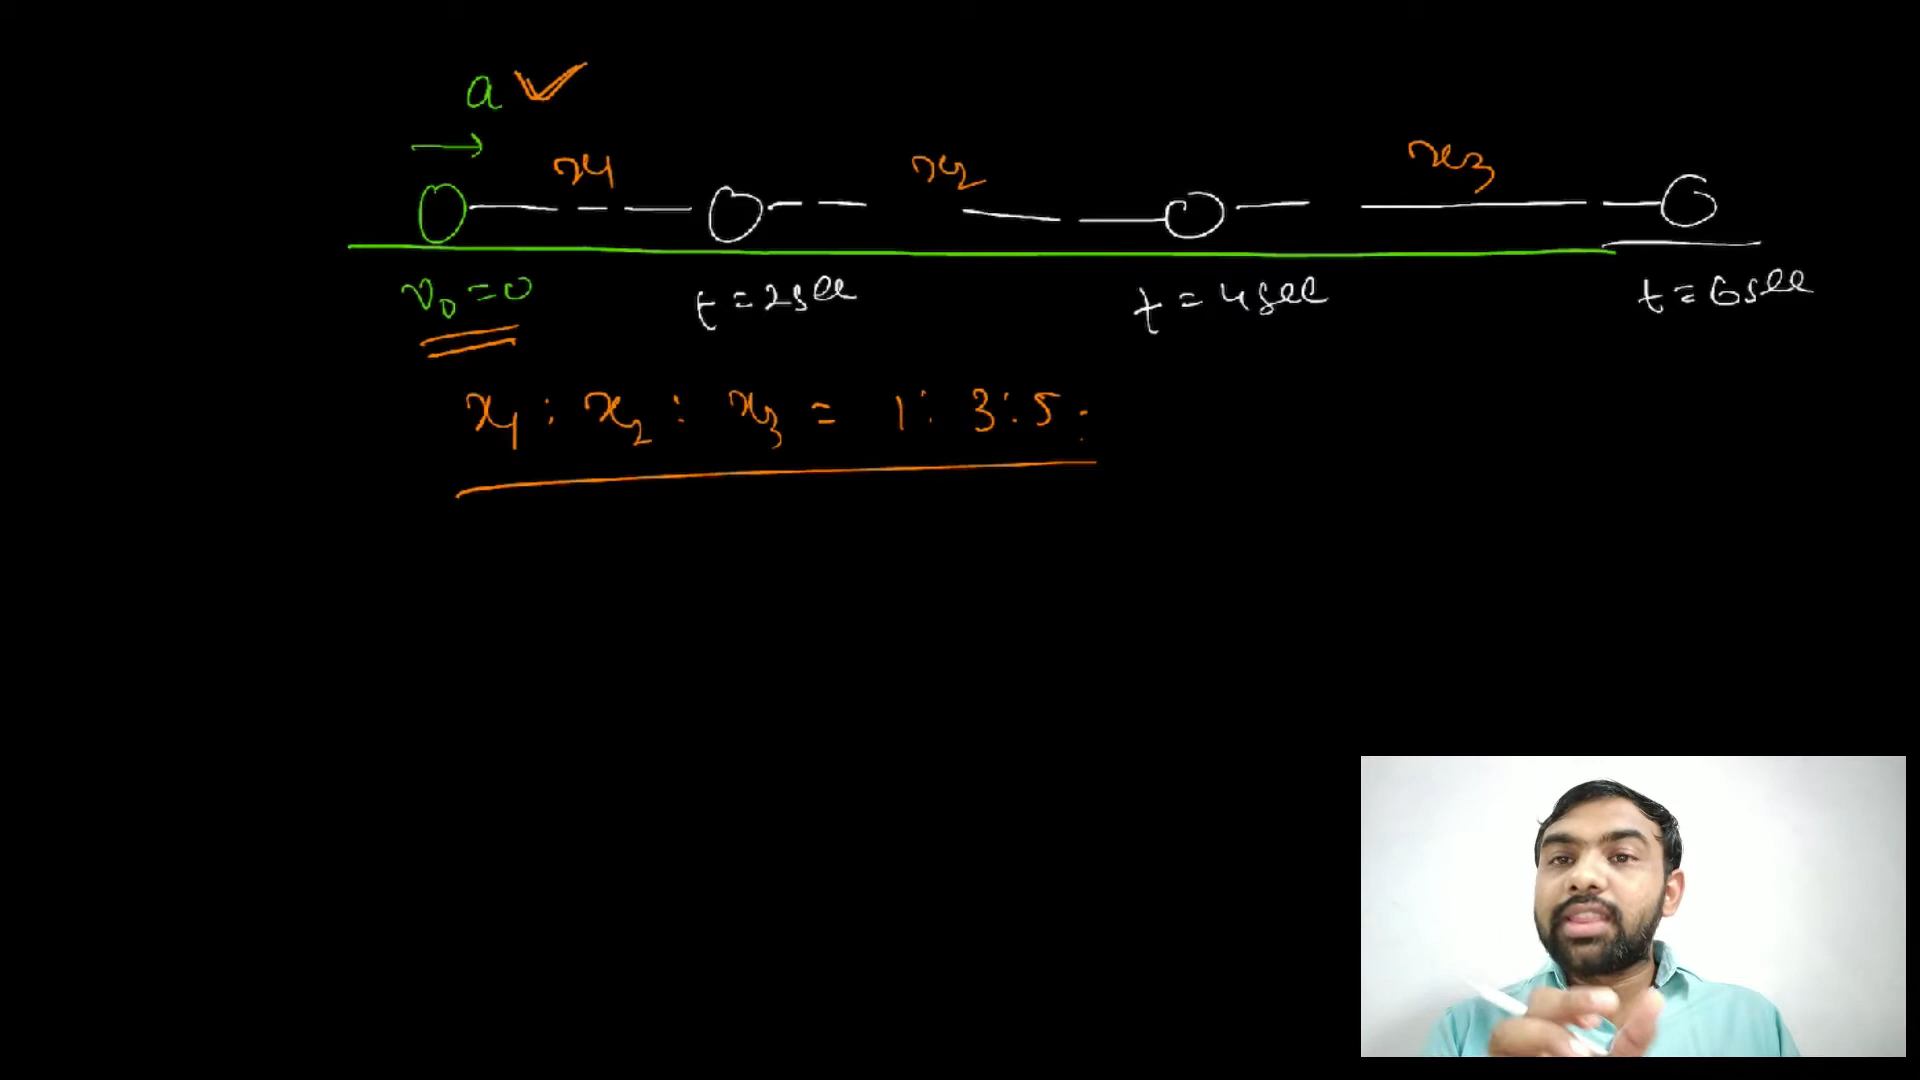 a
x1 x2 x3
v0 = 0 t = 2sec t = 4sec t = 6sec
x1 : x2 : x3 = 1 : 3 : 5 :